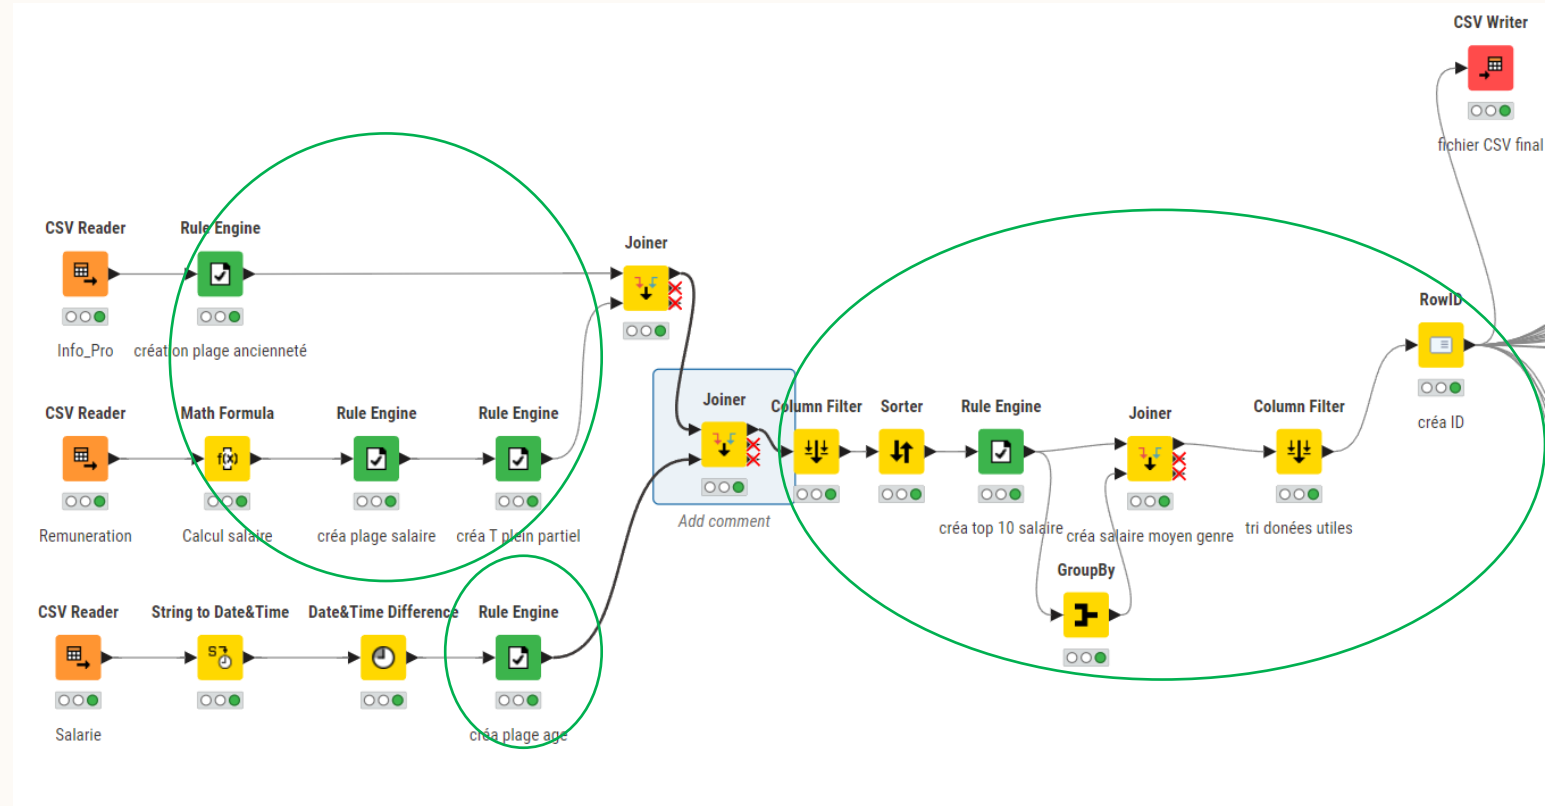 CSV Writer
fichier CSV final
CSV Reader
Rule Engine
Joiner
Info_Pro
création plage ancienneté
RowID
créa ID
CSV Reader
Math Formula
Rule Engine
Rule Engine
Joiner
Column Filter
Sorter
Rule Engine
Joiner
Column Filter
f(x)
Remuneration
Calcul salaire
créa plage salaire
créa T plein partiel
Add comment
créa top 10 salaire
créa salaire moyen genre
tri donées utiles
GroupBy
CSV Reader
String to Date&Time
Date&Time Difference
Rule Engine
S
Salarie
créa plage age